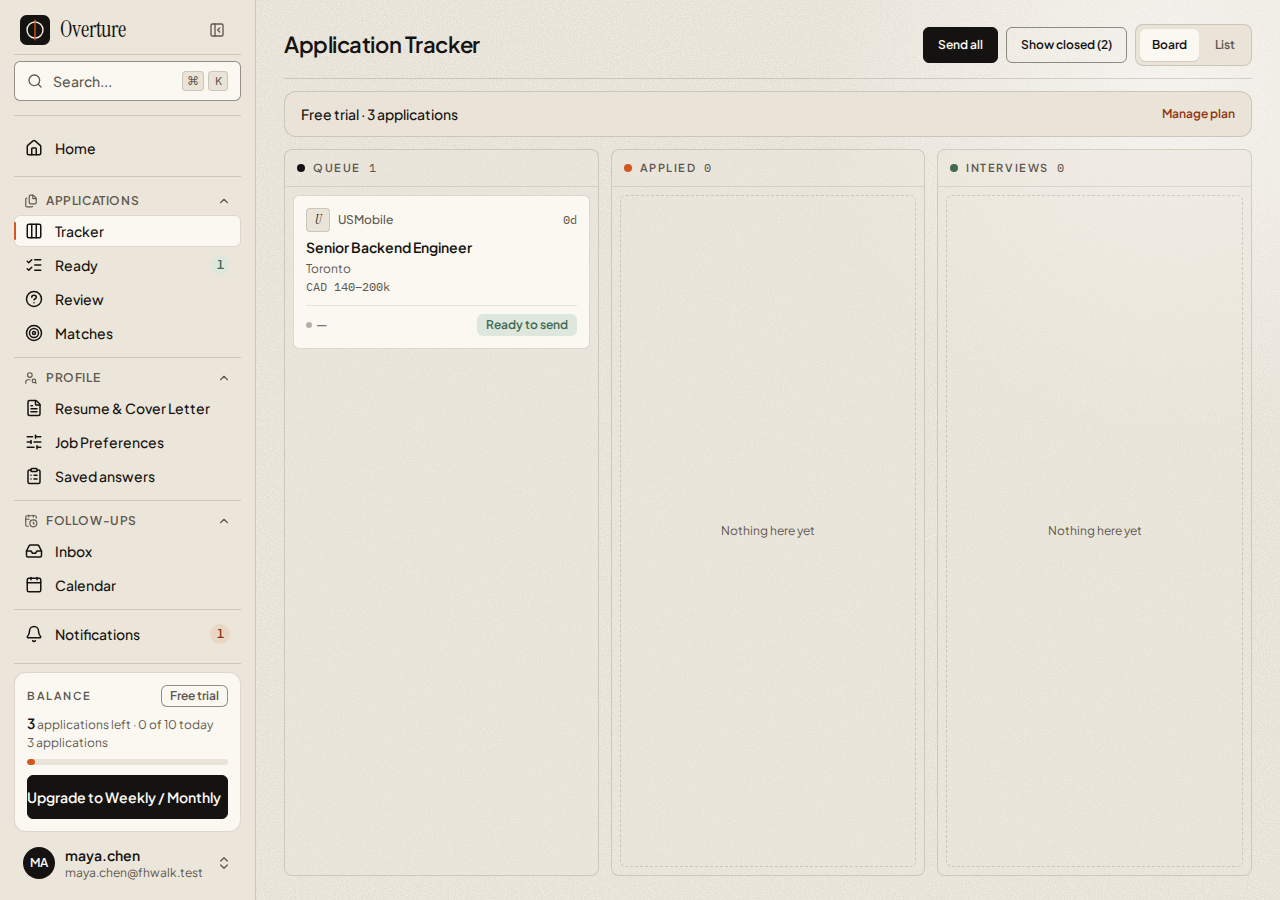 Overture
Search...
⌘ K
Home
APPLICATIONS
Tracker
Ready 1
Review
Matches
PROFILE
Resume & Cover Letter
Job Preferences
Saved answers
FOLLOW-UPS
Inbox
Calendar
Notifications 1
BALANCE Free trial
3 applications left · 0 of 10 today
3 applications
Upgrade to Weekly / Monthly
MA
maya.chen
maya.chen@fhwalk.test
Application Tracker
Send all
Show closed (2)
Board
List
Free trial · 3 applications
Manage plan
QUEUE 1
U USMobile 0d
Senior Backend Engineer
Toronto
CAD 140–200k
— Ready to send
APPLIED 0
Nothing here yet
INTERVIEWS 0
Nothing here yet